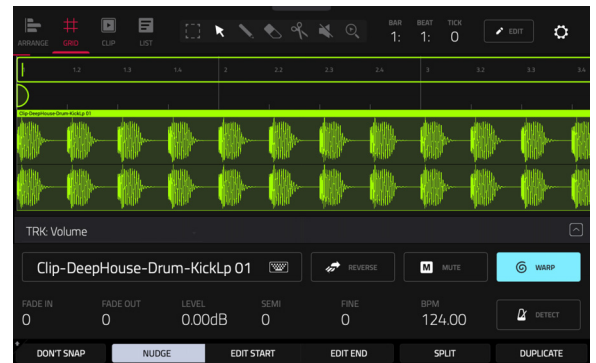 BAR BEAT TICK
1: 1: 0
EDIT
ARRANGE GRID CLIP LIST
1.2 1.3 1.4 2 2.2 2.3 2.4 3 3.2 3.3 3.4
Clip-DeepHouse-Drum-KickLp 01
TRK: Volume
Clip-DeepHouse-Drum-KickLp 01 REVERSE M MUTE WARP
FADE IN FADE OUT LEVEL SEMI FINE BPM
0 0 0.00dB 0 0 124.00 DETECT
DON'T SNAP NUDGE EDIT START EDIT END SPLIT DUPLICATE